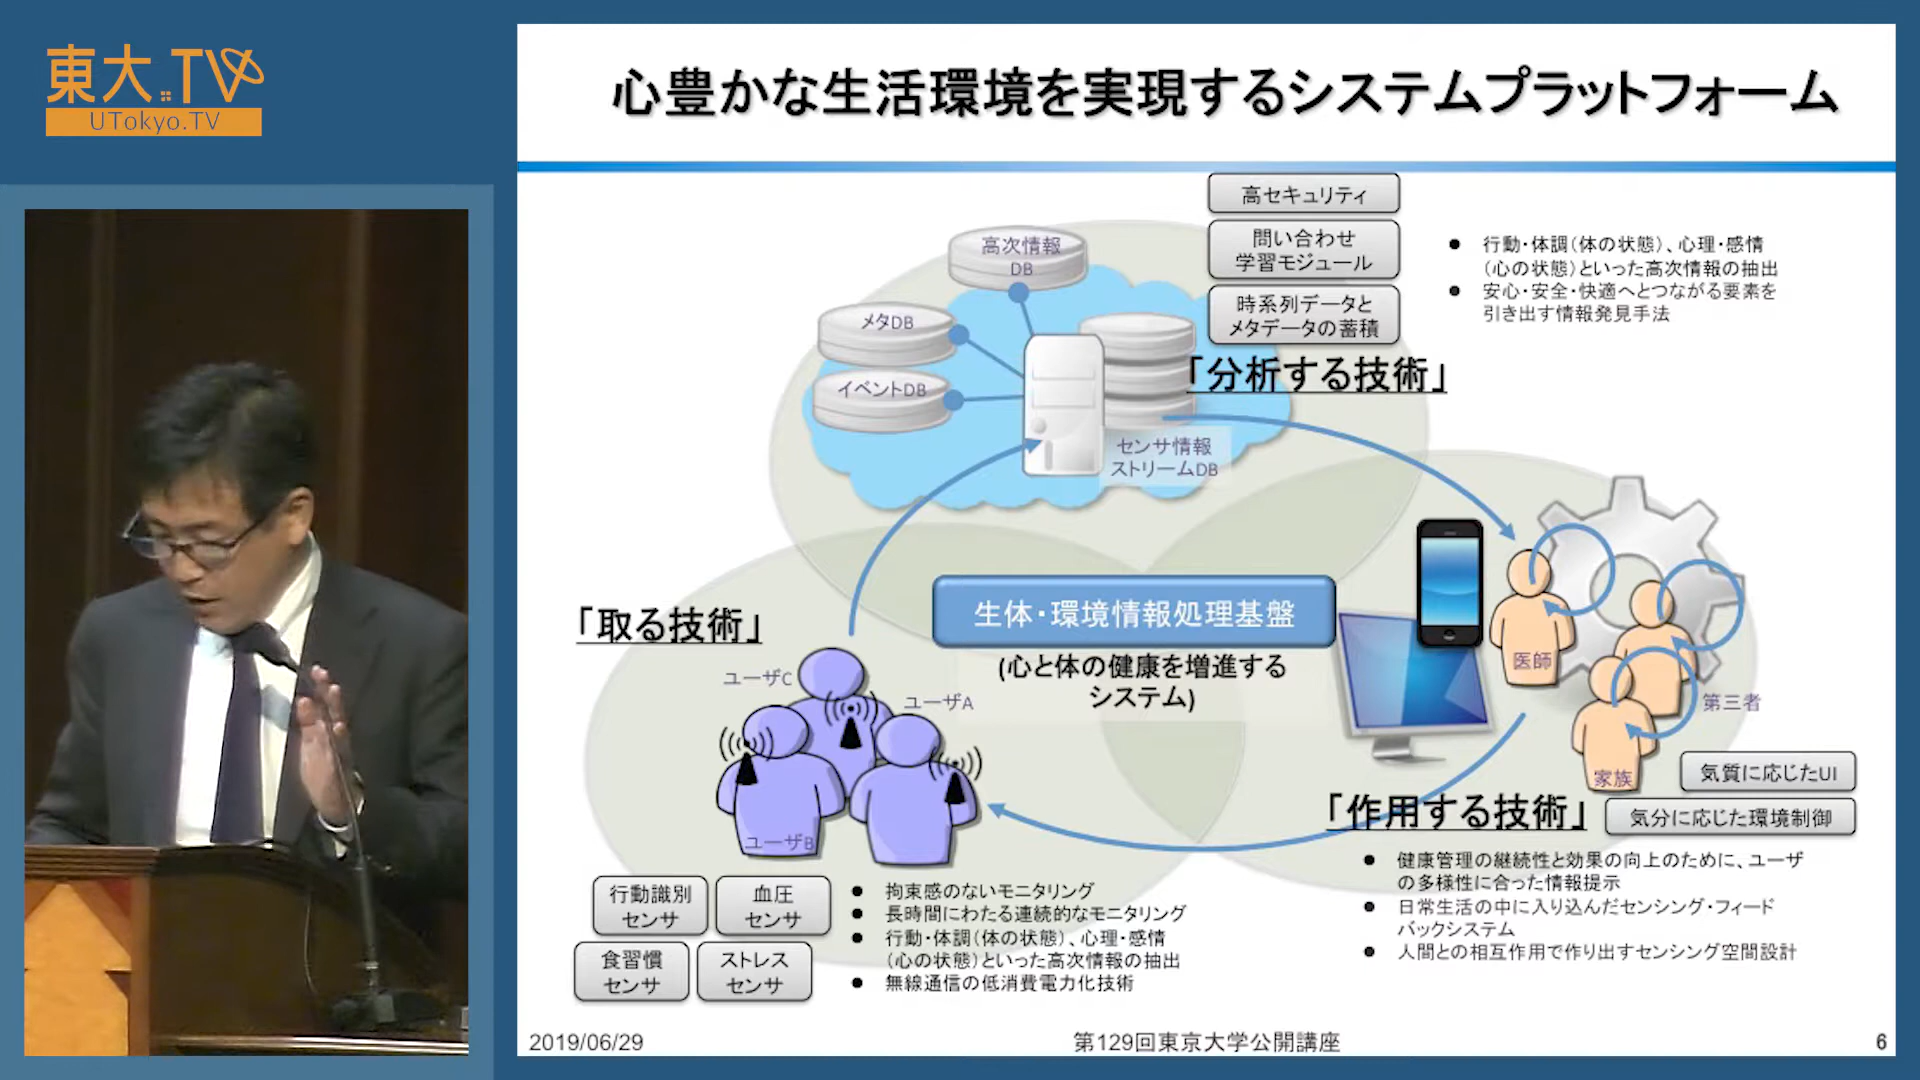 東大.TV
UTokyo.TV
心豊かな生活環境を実現するシステムプラットフォーム
高セキュリティ
問い合わせ
学習モジュール
時系列データと
メタデータの蓄積
行動・体調(体の状態)、心理・感情
(心の状態)といった高次情報の抽出
安心・安全・快適へとつながる要素を
引き出す情報発見手法
高次情報
DB
メタDB
イベントDB
「分析する技術」
センサ情報
ストリームDB
生体・環境情報処理基盤
(心と体の健康を増進する
システム)
「取る技術」
ユーザC
ユーザA
ユーザB
医師
第三者
家族
気質に応じたUI
気分に応じた環境制御
「作用する技術」
健康管理の継続性と効果の向上のために、ユーザ
の多様性に合った情報提示
日常生活の中に入り込んだセンシング・フィード
バックシステム
人間との相互作用で作り出すセンシング空間設計
行動識別
センサ
血圧
センサ
食習慣
センサ
ストレス
センサ
拘束感のないモニタリング
長時間にわたる連続的なモニタリング
行動・体調(体の状態)、心理・感情
(心の状態)といった高次情報の抽出
無線通信の低消費電力化技術
2019/06/29
第129回東京大学公開講座
6